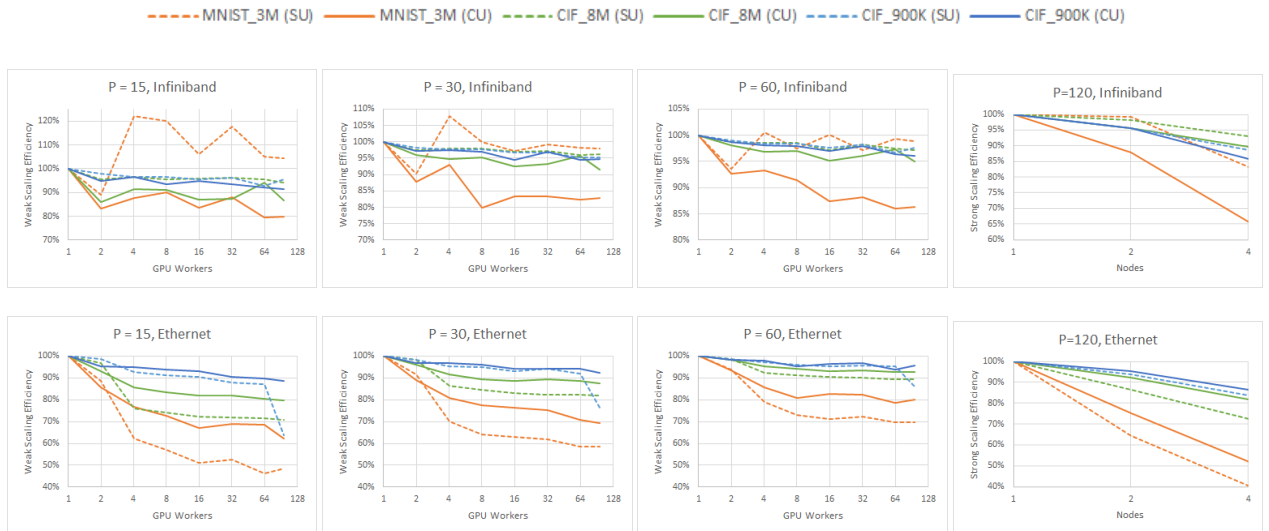 MNIST_3M (SU) MNIST_3M (CU) CIF_8M (SU) CIF_8M (CU) CIF_900K (SU) CIF_900K (CU)
P = 15, Infiniband
Weak Scaling Efficiency
120%
110%
100%
90%
80%
70%
1 2 4 8 16 32 64 128
GPU Workers
P = 30, Infiniband
Weak Scaling Efficiency
110%
105%
100%
95%
90%
85%
80%
75%
70%
1 2 4 8 16 32 64 128
GPU Workers
P = 60, Infiniband
Weak Scaling Efficiency
105%
100%
95%
90%
85%
80%
1 2 4 8 16 32 64 128
GPU Workers
P=120, Infiniband
Strong Scaling Efficiency
100%
95%
90%
85%
80%
75%
70%
65%
60%
1 2 4
Nodes
P = 15, Ethernet
Weak Scaling Efficiency
100%
90%
80%
70%
60%
50%
40%
1 2 4 8 16 32 64 128
GPU Workers
P = 30, Ethernet
Weak Scaling Efficiency
100%
90%
80%
70%
60%
50%
40%
1 2 4 8 16 32 64 128
GPU Workers
P = 60, Ethernet
Weak Scaling Efficiency
100%
90%
80%
70%
60%
50%
40%
1 2 4 8 16 32 64 128
GPU Workers
P=120, Ethernet
Strong Scaling Efficiency
100%
90%
80%
70%
60%
50%
40%
1 2 4
Nodes